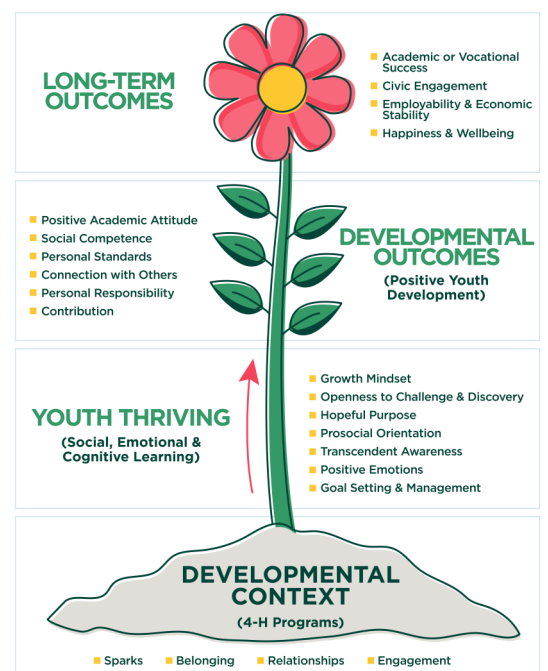 LONG-TERM
OUTCOMES
Academic or Vocational
Success
Civic Engagement
Employability & Economic
Stability
Happiness & Wellbeing
Positive Academic Attitude
Social Competence
Personal Standards
Connection with Others
Personal Responsibility
Contribution
DEVELOPMENTAL
OUTCOMES
(Positive Youth
Development)
YOUTH THRIVING
(Social, Emotional &
Cognitive Learning)
Growth Mindset
Openness to Challenge & Discovery
Hopeful Purpose
Prosocial Orientation
Transcendent Awareness
Positive Emotions
Goal Setting & Management
DEVELOPMENTAL
CONTEXT
(4-H Programs)
Sparks Belonging Relationships Engagement